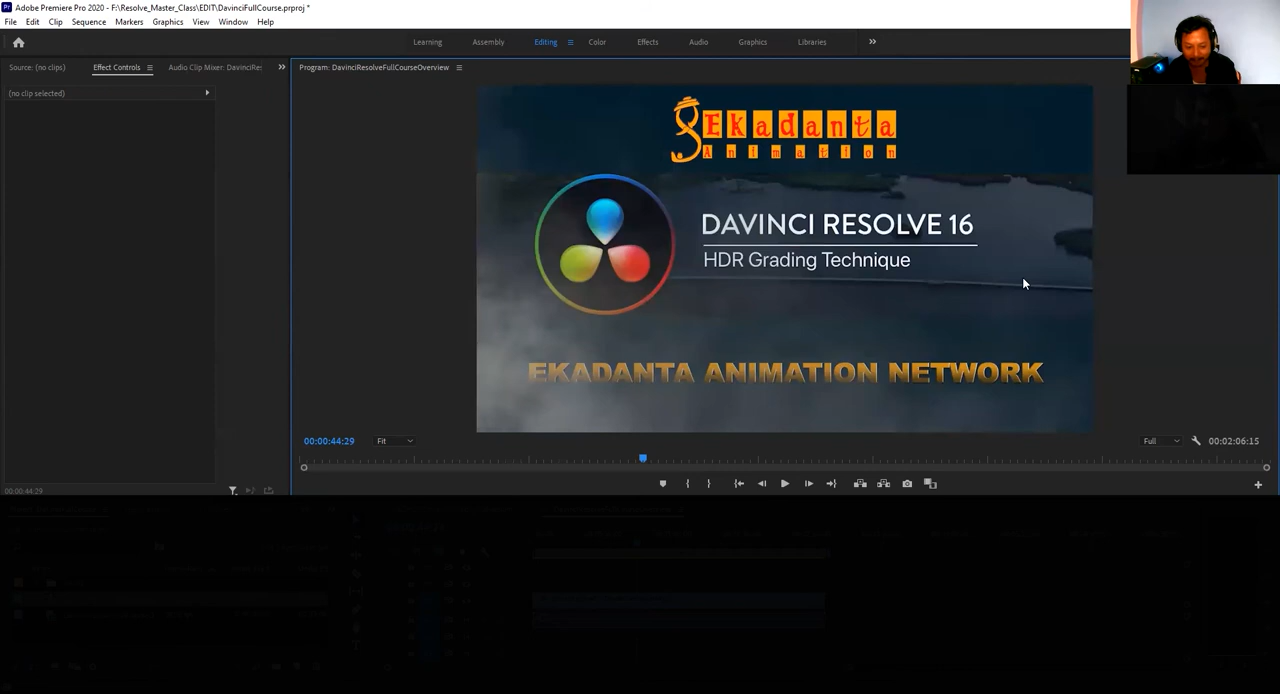 Adobe Premiere Pro 2020 - F:\Resolve_Master_Class\EDIT\DavinciFullCourse.prproj *
File Edit Clip Sequence Markers Graphics View Window Help
Learning Assembly Editing Color Effects Audio Graphics Libraries
Source: (no clips) Effect Controls Audio Clip Mixer: DavinciRe: Program: DavinciResolveFullCourseOverview
(no clip selected)
Ekadanta
Animation
DAVINCI RESOLVE 16
HDR Grading Technique
EKADANTA ANIMATION NETWORK
00:00:44:29 Fit Full 00:02:06:15
00:00:44:29